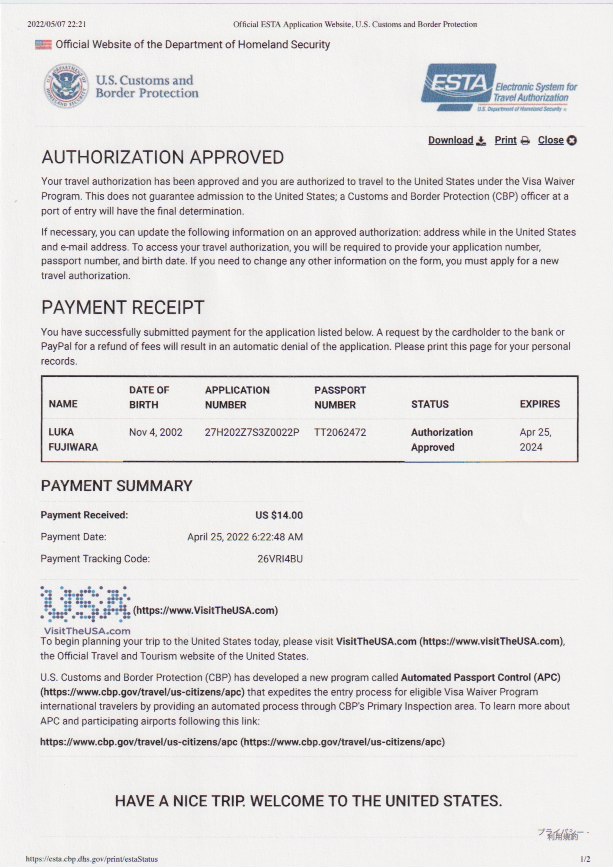 2022/05/07 22:21 Official ESTA Application Website, U.S. Customs and Border Protection
Official Website of the Department of Homeland Security
U.S. Customs and
Border Protection
ESTA Electronic System for
Travel Authorization
U.S. Department of Homeland Security
Download Print Close
AUTHORIZATION APPROVED
Your travel authorization has been approved and you are authorized to travel to the United States under the Visa Waiver
Program. This does not guarantee admission to the United States; a Customs and Border Protection (CBP) officer at a
port of entry will have the final determination.
If necessary, you can update the following information on an approved authorization: address while in the United States
and e-mail address. To access your travel authorization, you will be required to provide your application number,
passport number, and birth date. If you need to change any other information on the form, you must apply for a new
travel authorization.
PAYMENT RECEIPT
You have successfully submitted payment for the application listed below. A request by the cardholder to the bank or
PayPal for a refund of fees will result in an automatic denial of the application. Please print this page for your personal
records.
DATE OF APPLICATION PASSPORT
NAME BIRTH NUMBER NUMBER STATUS EXPIRES
LUKA Nov 4, 2002 27H202Z7S3Z0022P TT2062472 Authorization Apr 25,
FUJIWARA Approved 2024
PAYMENT SUMMARY
Payment Received: US $14.00
Payment Date: April 25, 2022 6:22:48 AM
Payment Tracking Code: 26VRI4BU
USA (https://www.VisitTheUSA.com)
VisitTheUSA.com
To begin planning your trip to the United States today, please visit VisitTheUSA.com (https://www.visitTheUSA.com),
the Official Travel and Tourism website of the United States.
U.S. Customs and Border Protection (CBP) has developed a new program called Automated Passport Control (APC)
(https://www.cbp.gov/travel/us-citizens/apc) that expedites the entry process for eligible Visa Waiver Program
international travelers by providing an automated process through CBP's Primary Inspection area. To learn more about
APC and participating airports following this link:
https://www.cbp.gov/travel/us-citizens/apc (https://www.cbp.gov/travel/us-citizens/apc)
HAVE A NICE TRIP. WELCOME TO THE UNITED STATES.
プライバシー -
利用規約
https://esta.cbp.dhs.gov/print/estaStatus 1/2